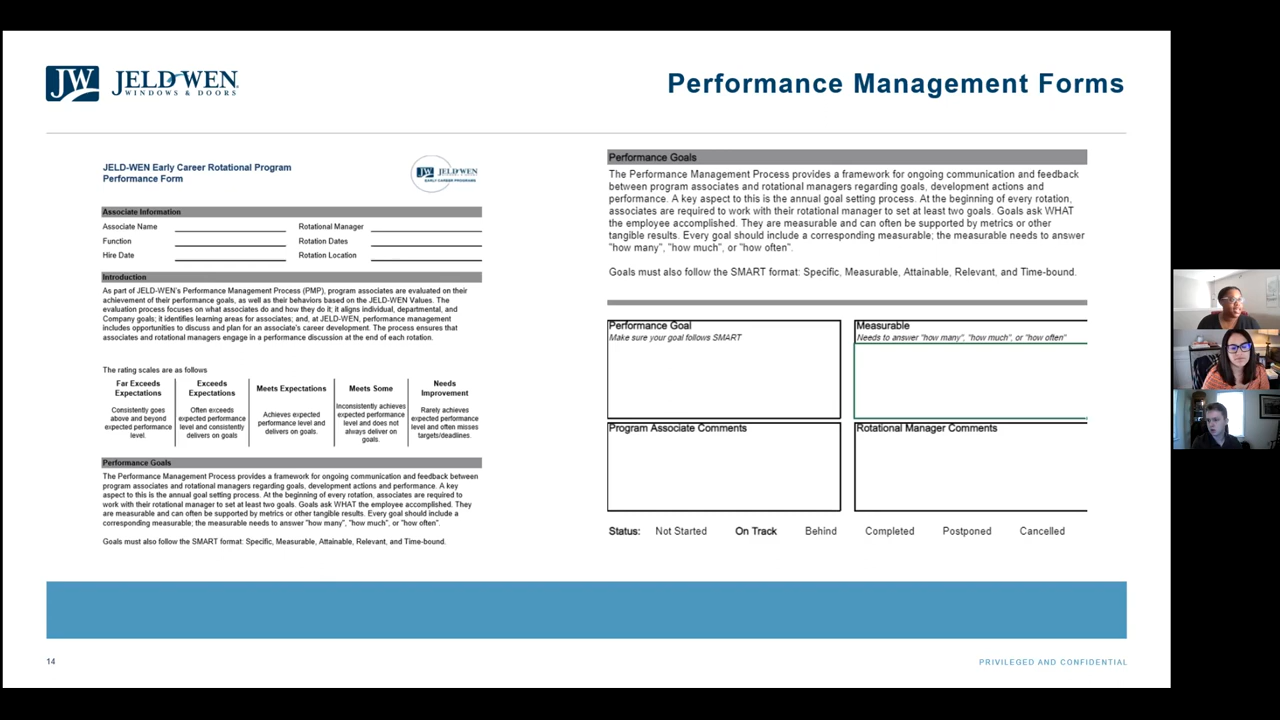 JW
JELD WEN
WINDOWS & DOORS
Performance Management Forms
JELD-WEN Early Career Rotational Program
Performance Form
JELD WEN
EARLY CAREER PROGRAMS
Associate Information
Associate Name
Rotational Manager
Function
Rotation Dates
Hire Date
Rotation Location
Introduction
As part of JELD-WEN's Performance Management Process (PMP), program associates are evaluated on their
achievement of their performance goals, as well as their behaviors based on the JELD-WEN Values. The
evaluation process focuses on what associates do and how they do it; it aligns individual, departmental, and
Company goals; it identifies learning areas for associates; and, at JELD-WEN, performance management
includes opportunities to discuss and plan for an associate's career development. The process ensures that
associates and rotational managers engage in a performance discussion at the end of each rotation.
The rating scales are as follows
Far Exceeds
Expectations
Consistently goes
above and beyond
expected performance
level.
Exceeds
Expectations
Often exceeds
expected performance
level and consistently
delivers on goals
Meets Expectations
Achieves expected
performance level and
delivers on goals.
Meets Some
Inconsistently achieves
expected performance
level and does not
always deliver on
goals.
Needs
Improvement
Rarely achieves
expected performance
level and often misses
targets/deadlines.
Performance Goals
The Performance Management Process provides a framework for ongoing communication and feedback between
program associates and rotational managers regarding goals, development actions and performance. A key
aspect to this is the annual goal setting process. At the beginning of every rotation, associates are required to
work with their rotational manager to set at least two goals. Goals ask WHAT the employee accomplished. They
are measurable and can often be supported by metrics or other tangible results. Every goal should include a
corresponding measurable; the measurable needs to answer "how many", "how much", or "how often".
Goals must also follow the SMART format: Specific, Measurable, Attainable, Relevant, and Time-bound.
Performance Goals
The Performance Management Process provides a framework for ongoing communication and feedback
between program associates and rotational managers regarding goals, development actions and
performance. A key aspect to this is the annual goal setting process. At the beginning of every rotation,
associates are required to work with their rotational manager to set at least two goals. Goals ask WHAT
the employee accomplished. They are measurable and can often be supported by metrics or other
tangible results. Every goal should include a corresponding measurable; the measurable needs to answer
"how many", "how much", or "how often".
Goals must also follow the SMART format: Specific, Measurable, Attainable, Relevant, and Time-bound.
Performance Goal
Make sure your goal follows SMART
Measurable
Needs to answer "how many", "how much", or "how often"
Program Associate Comments
Rotational Manager Comments
Status: Not Started On Track Behind Completed Postponed Cancelled
14
PRIVILEGED AND CONFIDENTIAL